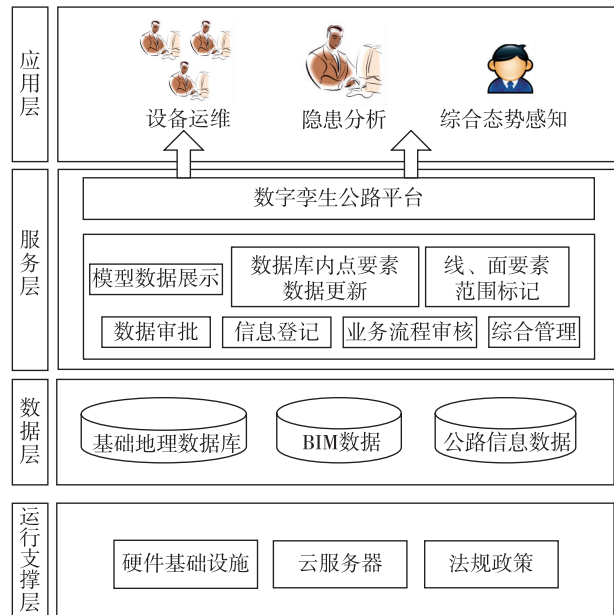 应用层
设备运维
隐患分析
综合态势感知
服务层
数字孪生公路平台
模型数据展示
数据库内点要素
数据更新
线、面要素
范围标记
数据审批
信息登记
业务流程审核
综合管理
数据层
基础地理数据库
BIM数据
公路信息数据
运行支撑层
硬件基础设施
云服务器
法规政策